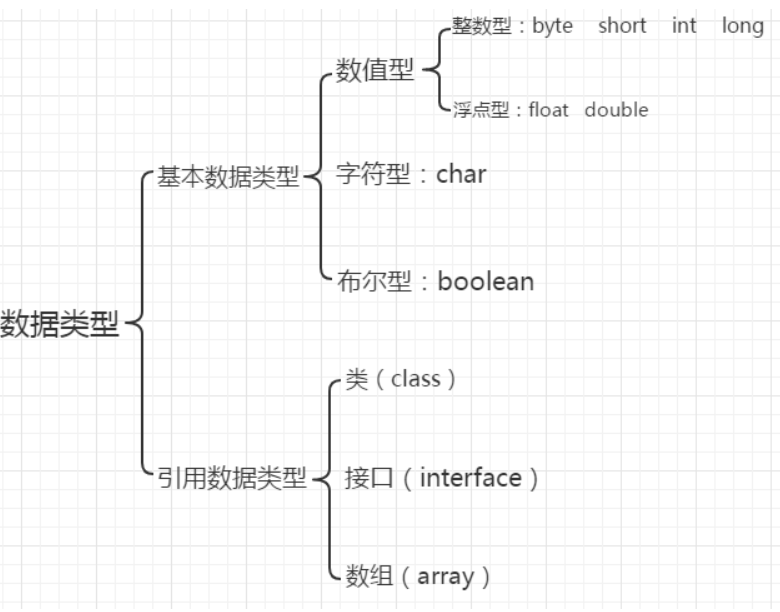 整数型：byte short int long
数值型
浮点型：float double
基本数据类型
字符型：char
布尔型：boolean
数据类型
类（class）
引用数据类型
接口（interface）
数组（array）